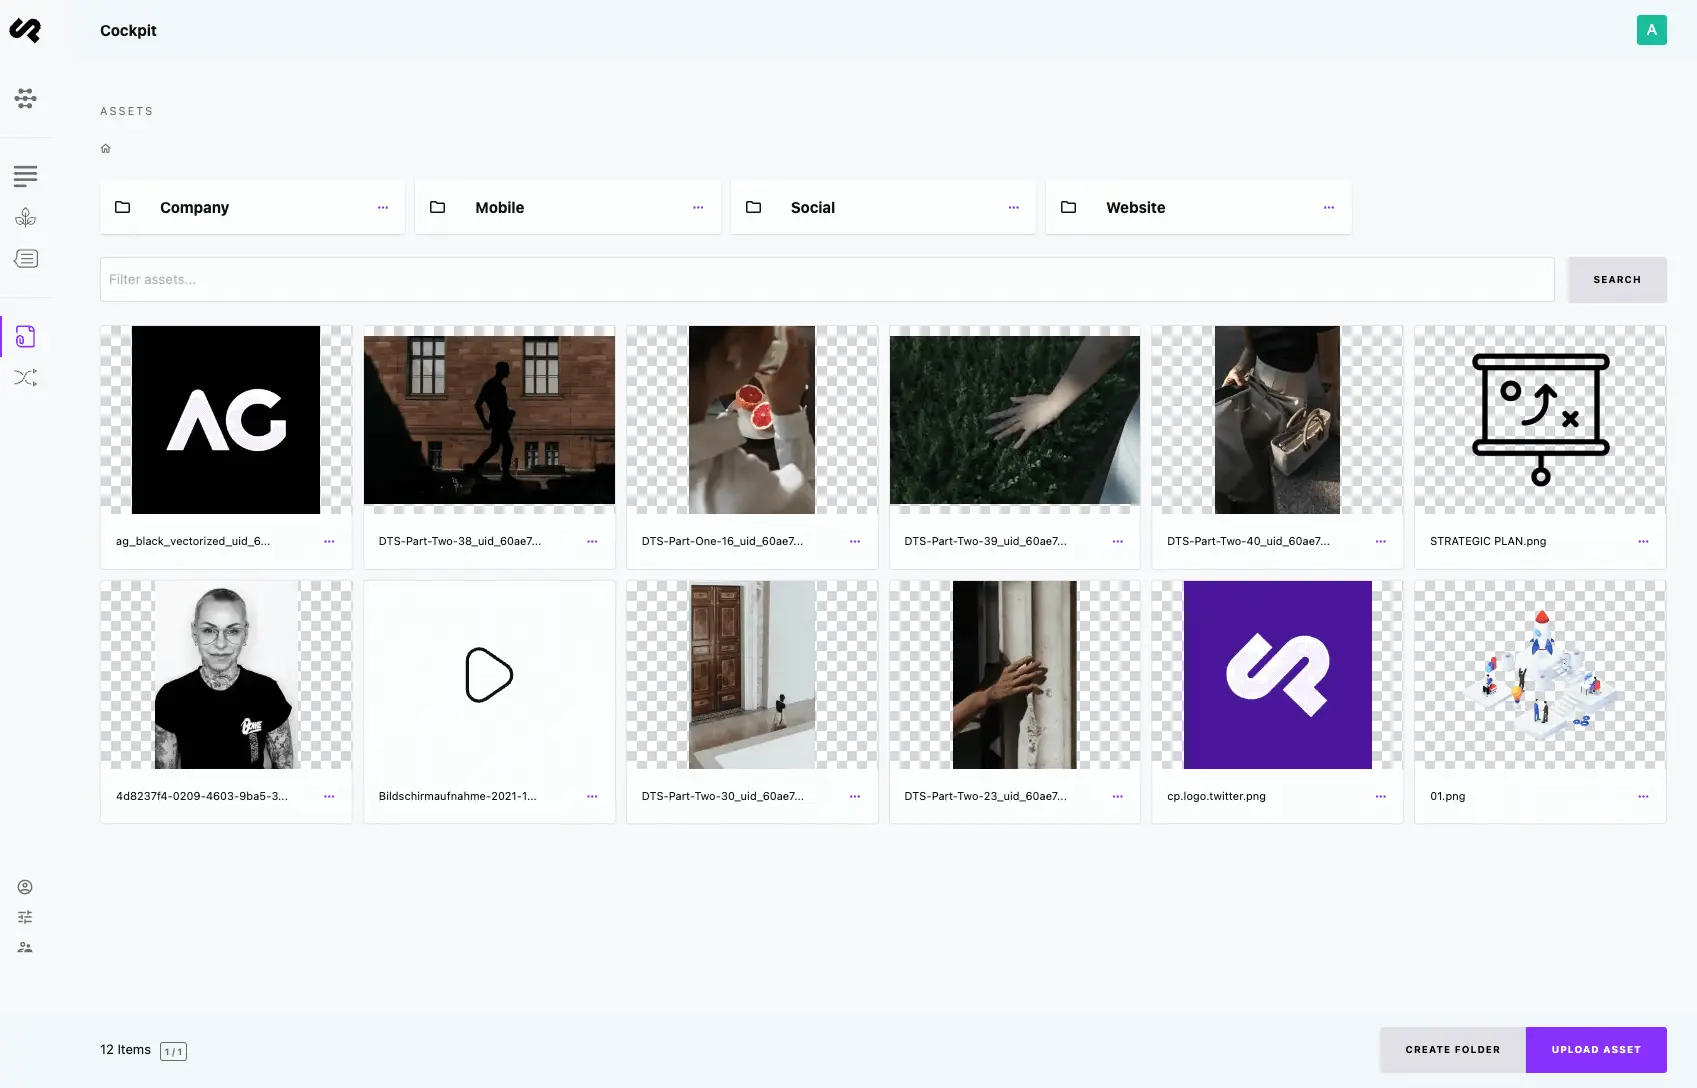 Cockpit
A
ASSETS
Company
Mobile
Social
Website
Filter assets...
SEARCH
AG
ag_black_vectorized_uid_6...
DTS-Part-Two-38_uid_60ae7...
DTS-Part-One-16_uid_60ae7...
DTS-Part-Two-39_uid_60ae7...
DTS-Part-Two-40_uid_60ae7...
STRATEGIC PLAN.png
4d8237f4-0209-4603-9ba5-3...
Bildschirmaufnahme-2021-1...
DTS-Part-Two-30_uid_60ae7...
DTS-Part-Two-23_uid_60ae7...
cp.logo.twitter.png
01.png
12 Items
1 / 1
CREATE FOLDER
UPLOAD ASSET